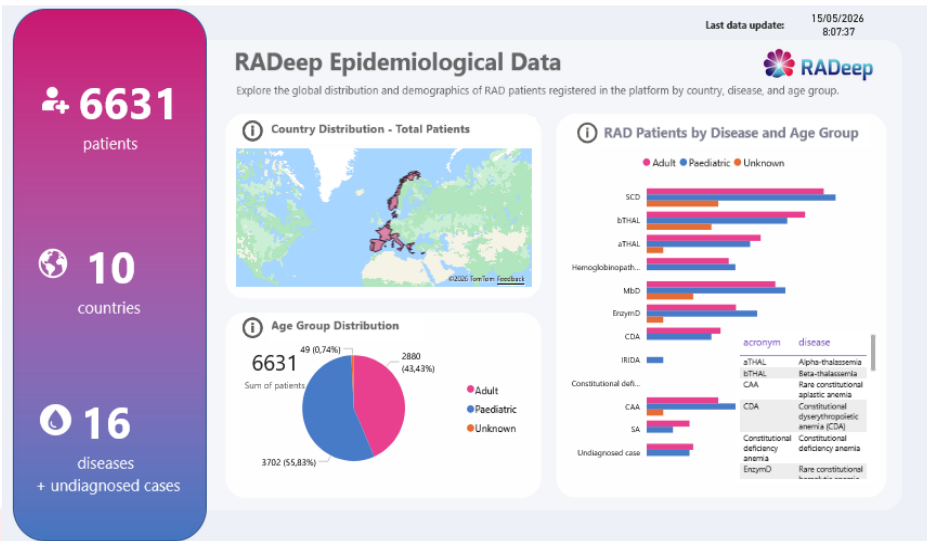 Last data update:
15/05/2026
8:07:37
6631
patients
10
countries
16
diseases
+ undiagnosed cases
RADeep Epidemiological Data
RADeep
Explore the global distribution and demographics of RAD patients registered in the platform by country, disease, and age group.
Country Distribution - Total Patients
©2026 TomTom Feedback
Age Group Distribution
6631
Sum of patients
49 (0,74%)
2880
(43,43%)
3702 (55,83%)
Adult
Paediatric
Unknown
RAD Patients by Disease and Age Group
Adult Paediatric Unknown
SCD
bTHAL
aTHAL
Hemoglobinopath...
MbD
EnzymD
CDA
IRIDA
Constitutional defi...
CAA
SA
Undiagnosed case
acronym disease
aTHAL Alpha-thalassemia
bTHAL Beta-thalassemia
CAA Rare constitutional
aplastic anemia
CDA Constitutional
dyserythropoietic
anemia (CDA)
Constitutional Constitutional
deficiency deficiency anemia
anemia
EnzymD Rare constitutional